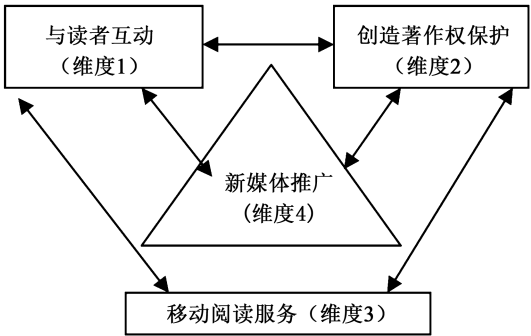 与读者互动
（维度1）
创造著作权保护
（维度2）
新媒体推广
(维度4)
移动阅读服务（维度3）